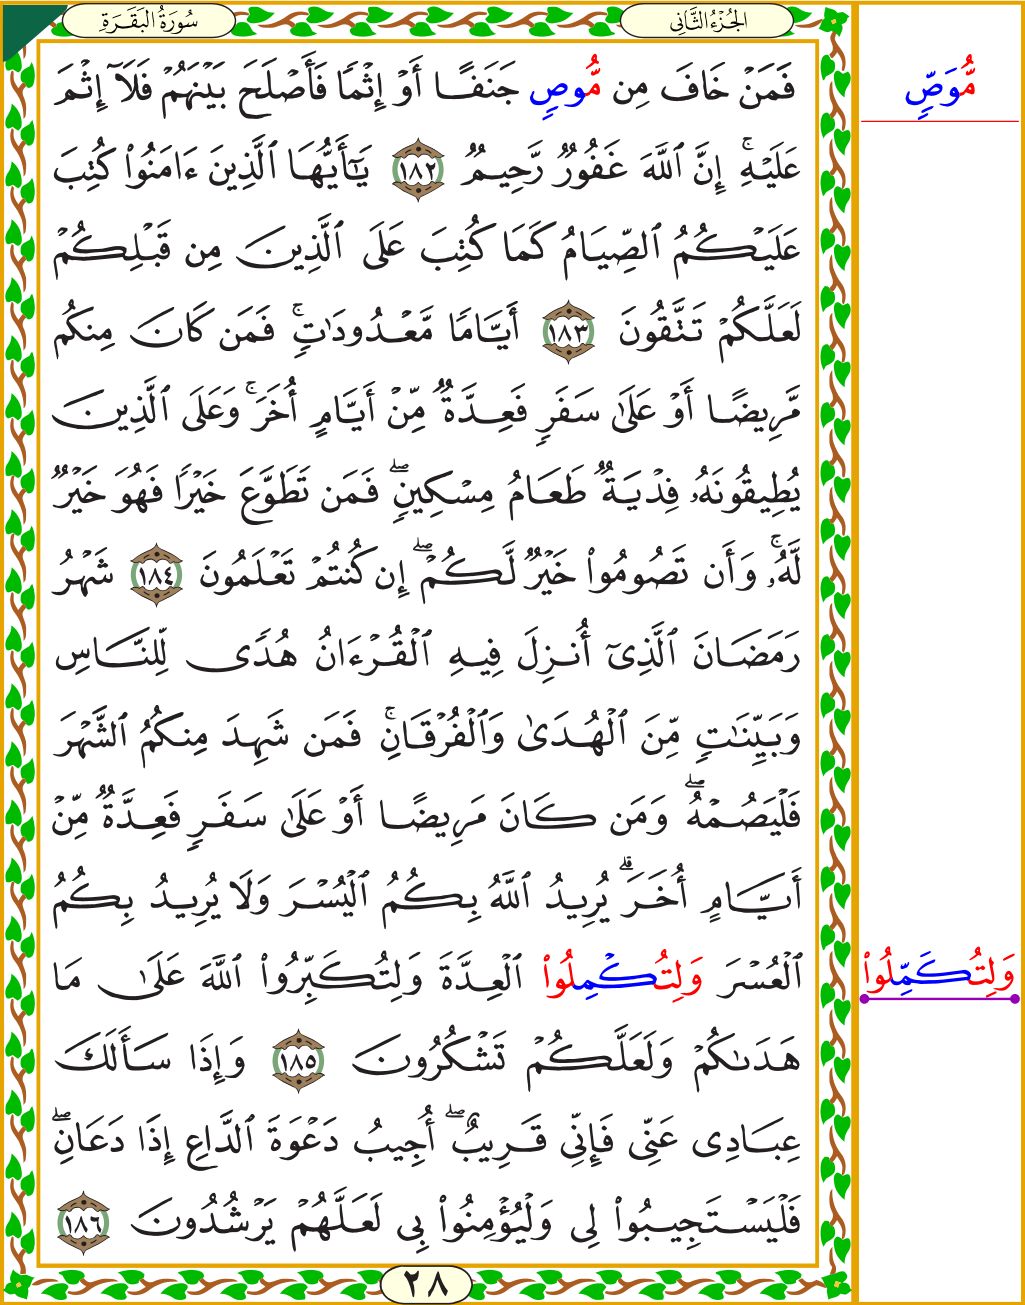 سُورَةُ البَقَرَةِ
الجُزْءُ الثَّانِي
فَمَنۡ خَافَ مِن مُّوصٖ جَنَفًا أَوۡ إِثۡمٗا فَأَصۡلَحَ بَيۡنَهُمۡ فَلَآ إِثۡمَ
مُّوَصّٖ
عَلَيۡهِۚ إِنَّ ٱللَّهَ غَفُورٞ رَّحِيمٞ ١٨٢ يَٰٓأَيُّهَا ٱلَّذِينَ ءَامَنُواْ كُتِبَ
عَلَيۡكُمُ ٱلصِّيَامُ كَمَا كُتِبَ عَلَى ٱلَّذِينَ مِن قَبۡلِكُمۡ
لَعَلَّكُمۡ تَتَّقُونَ ١٨٣ أَيَّامٗا مَّعۡدُودَٰتٖۚ فَمَن كَانَ مِنكُم
مَّرِيضًا أَوۡ عَلَىٰ سَفَرٖ فَعِدَّةٞ مِّنۡ أَيَّامٍ أُخَرَۚ وَعَلَى ٱلَّذِينَ
يُطِيقُونَهُۥ فِدۡيَةٞ طَعَامُ مِسۡكِينٖۖ فَمَن تَطَوَّعَ خَيۡرٗا فَهُوَ خَيۡرٞ
لَّهُۥۚ وَأَن تَصُومُواْ خَيۡرٞ لَّكُمۡۖ إِن كُنتُمۡ تَعۡلَمُونَ ١٨٤ شَهۡرُ
رَمَضَانَ ٱلَّذِيٓ أُنزِلَ فِيهِ ٱلۡقُرۡءَانُ هُدٗى لِّلنَّاسِ
وَبَيِّنَٰتٖ مِّنَ ٱلۡهُدَىٰ وَٱلۡفُرۡقَانِۚ فَمَن شَهِدَ مِنكُمُ ٱلشَّهۡرَ
فَلۡيَصُمۡهُۖ وَمَن كَانَ مَرِيضًا أَوۡ عَلَىٰ سَفَرٖ فَعِدَّةٞ مِّنۡ
أَيَّامٍ أُخَرَۗ يُرِيدُ ٱللَّهُ بِكُمُ ٱلۡيُسۡرَ وَلَا يُرِيدُ بِكُمُ
ٱلۡعُسۡرَ وَلِتُكۡمِلُواْ ٱلۡعِدَّةَ وَلِتُكَبِّرُواْ ٱللَّهَ عَلَىٰ مَا
وَلِتُكَمِّلُواْ
هَدَىٰكُمۡ وَلَعَلَّكُمۡ تَشۡكُرُونَ ١٨٥ وَإِذَا سَأَلَكَ
عِبَادِي عَنِّي فَإِنِّي قَرِيبٌۖ أُجِيبُ دَعۡوَةَ ٱلدَّاعِ إِذَا دَعَانِۖ
فَلۡيَسۡتَجِيبُواْ لِي وَلۡيُؤۡمِنُواْ بِي لَعَلَّهُمۡ يَرۡشُدُونَ ١٨٦
٢٨